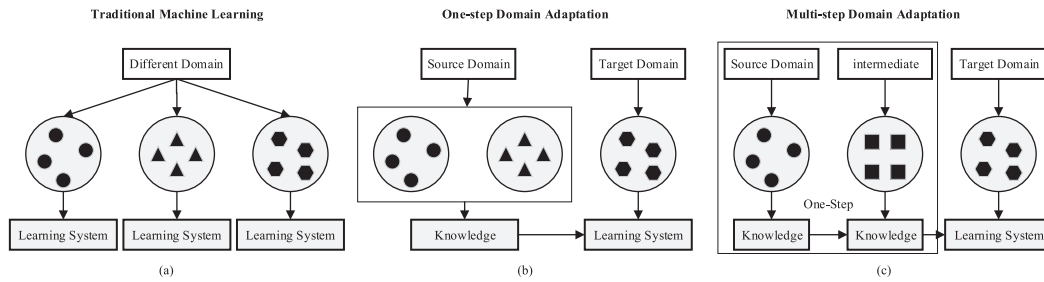 Traditional Machine Learning
One-step Domain Adaptation
Multi-step Domain Adaptation
Different Domain
Source Domain
Target Domain
Source Domain
intermediate
Target Domain
One-Step
Learning System
Learning System
Learning System
Knowledge
Learning System
Knowledge
Knowledge
Learning System
(a)
(b)
(c)